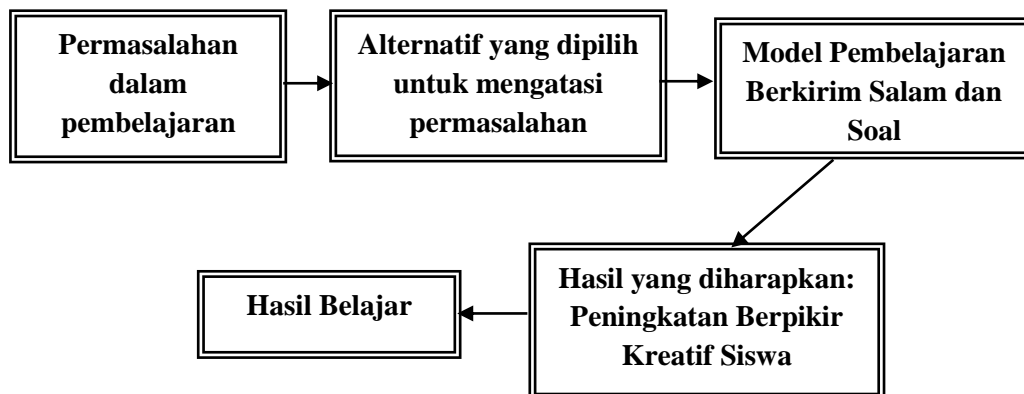 Permasalahan
dalam
pembelajaran
Alternatif yang dipilih
untuk mengatasi
permasalahan
Model Pembelajaran
Berkirim Salam dan
Soal
Hasil yang diharapkan:
Peningkatan Berpikir
Kreatif Siswa
Hasil Belajar